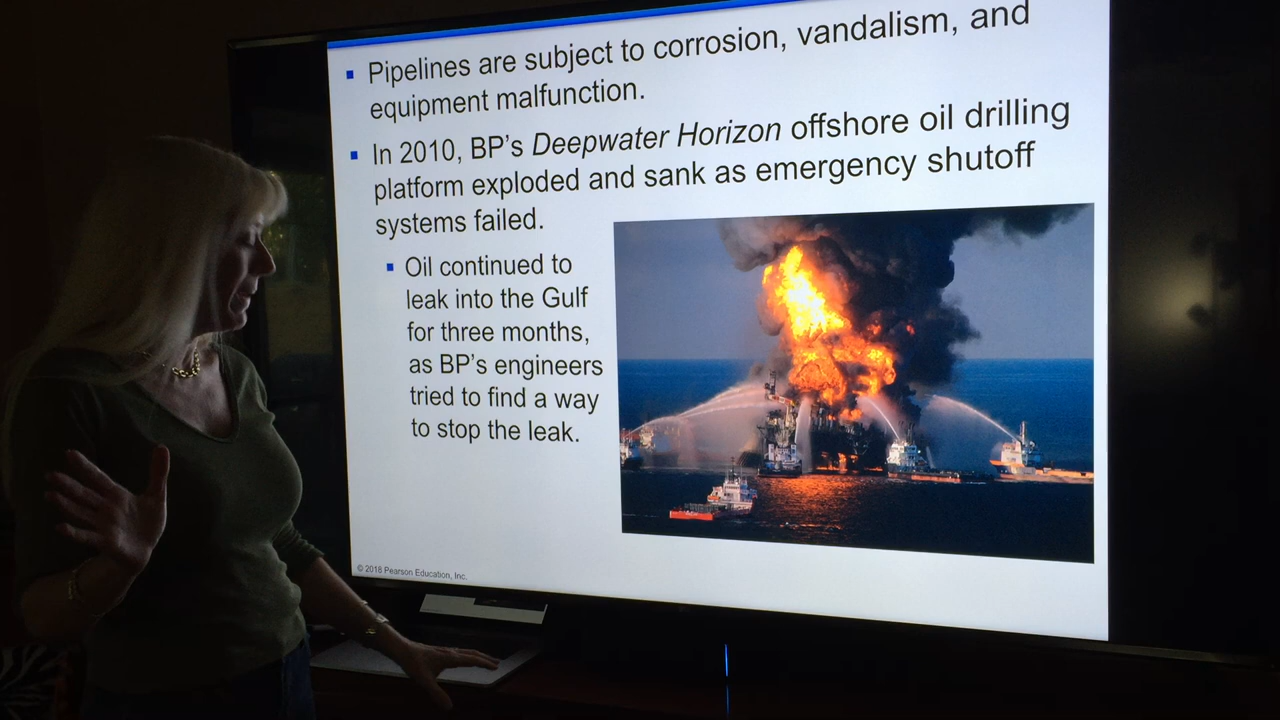 Pipelines are subject to corrosion, vandalism, and
equipment malfunction.
In 2010, BP’s Deepwater Horizon offshore oil drilling
platform exploded and sank as emergency shutoff
systems failed.
Oil continued to
leak into the Gulf
for three months,
as BP’s engineers
tried to find a way
to stop the leak.
© 2018 Pearson Education, Inc.